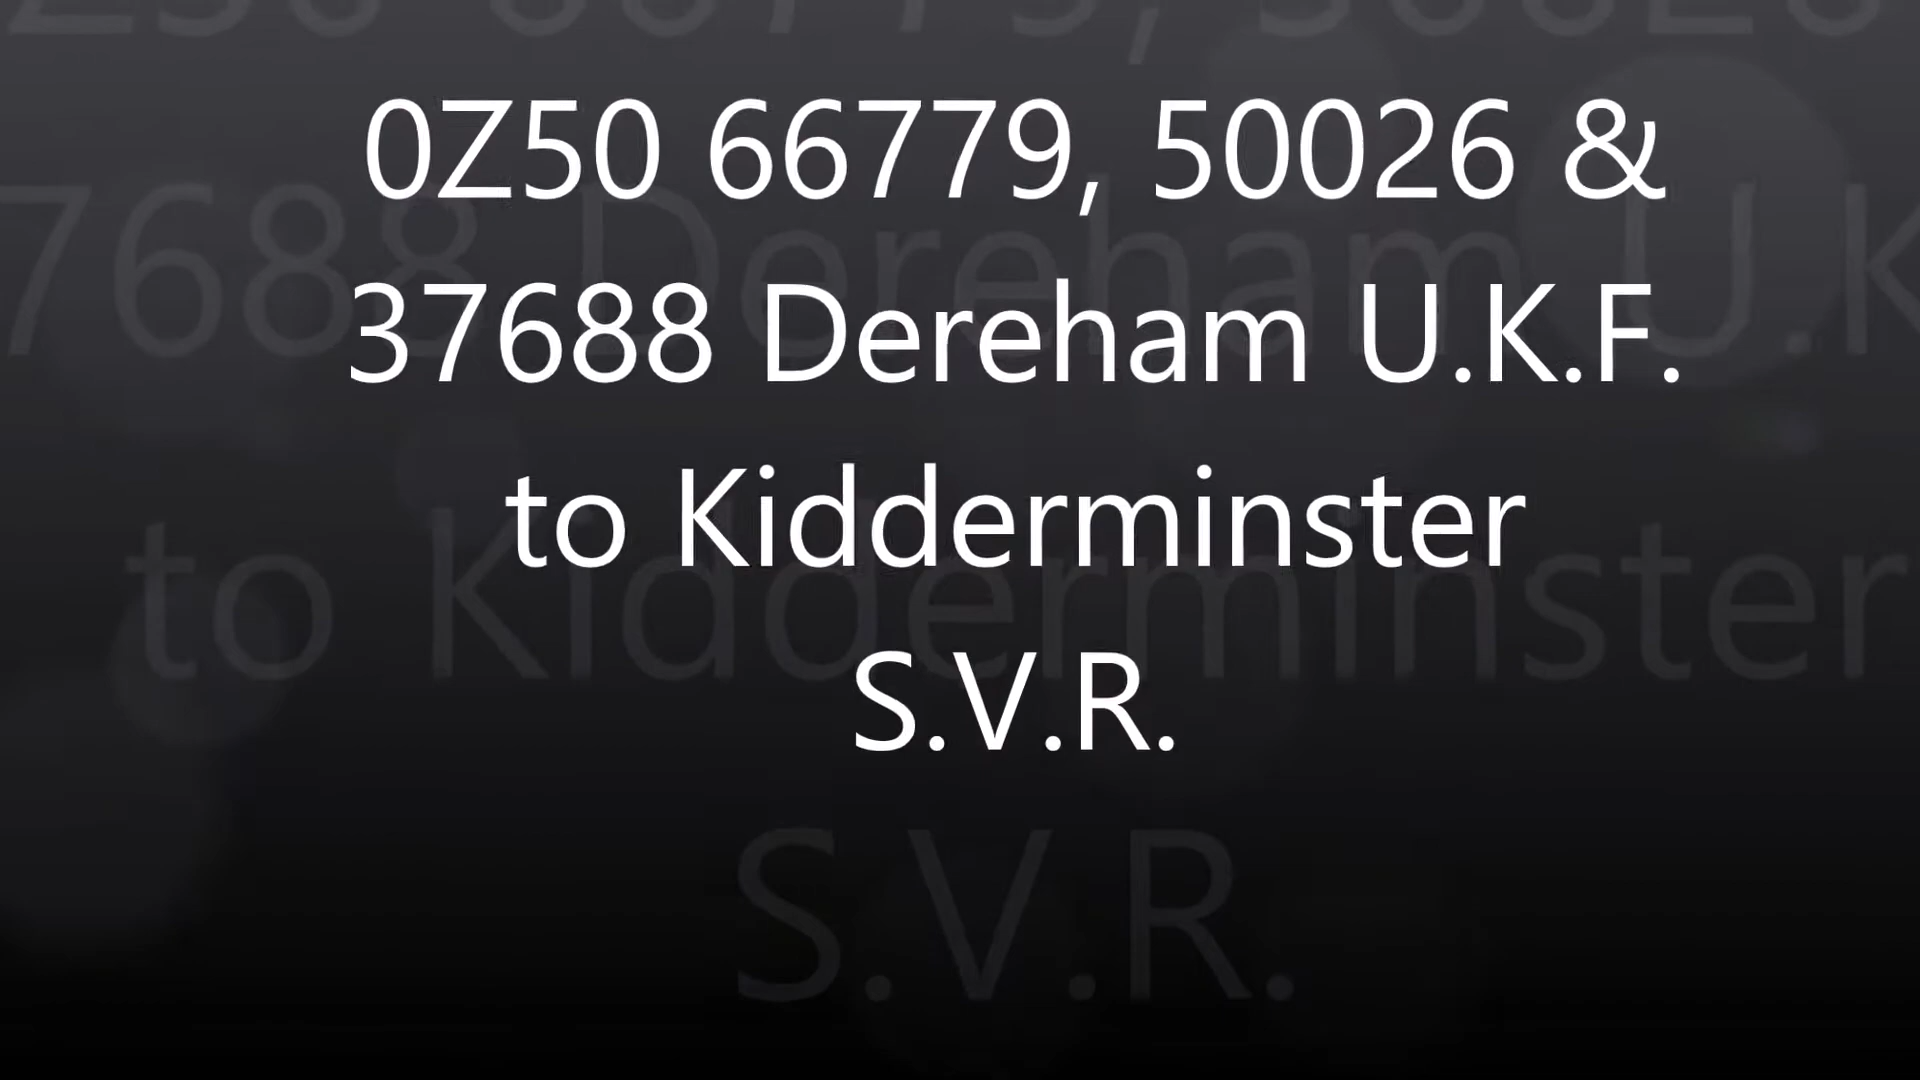 0Z50 66779, 50026 &
37688 Dereham U.K.F.
to Kidderminster
S.V.R.